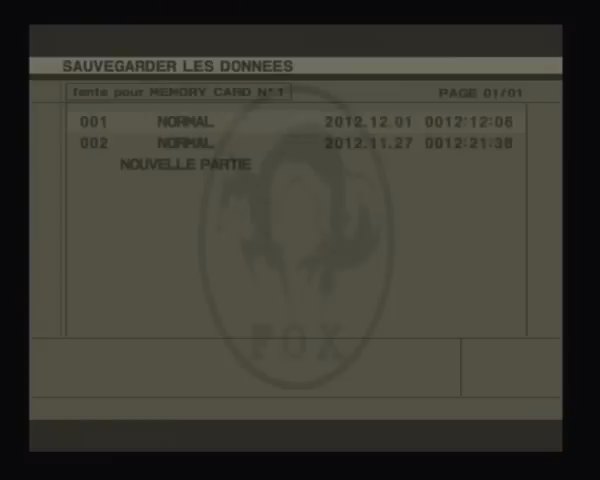 SAUVEGARDER LES DONNEES
fente pour MEMORY CARD N°1
PAGE 01/01
001 NORMAL 2012.12.01 0012:12:06
002 NORMAL 2012.11.27 0012:21:38
NOUVELLE PARTIE
FOX